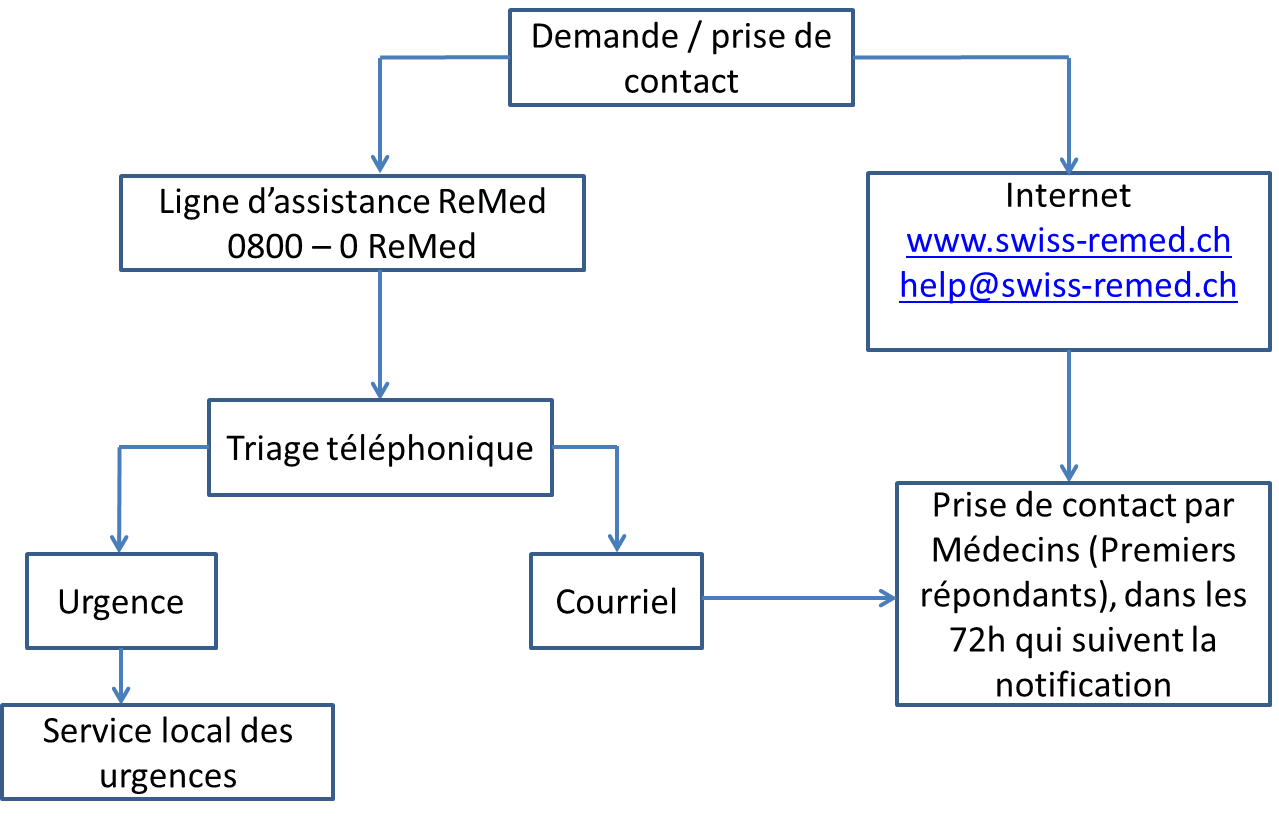 Demande / prise de
contact
Ligne d’assistance ReMed
0800 – 0 ReMed
Internet
www.swiss-remed.ch
help@swiss-remed.ch
Triage téléphonique
Urgence
Courriel
Prise de contact par
Médecins (Premiers
répondants), dans les
72h qui suivent la
notification
Service local des
urgences